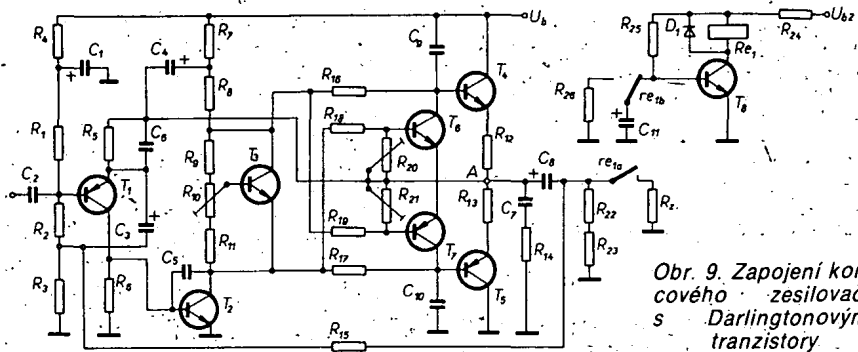 R4
C1
R1
R5
C6
C2
T1
R2
C3
R3
R6
C4
R7
R8
R9
R10
R11
C5
T2
T3
R16
R18
R19
R17
R15
C9
T6
R20
R21
T7
C10
Ub
T4
R12
A
R13
T5
C7
R14
C8
re1a
R22
R23
Rz
R25
D1
Re1
R24
Ub2
R26
re1b
C11
T8
Obr. 9. Zapojení kon-
cového zesilovač
s Darlingtonovým
tranzistory